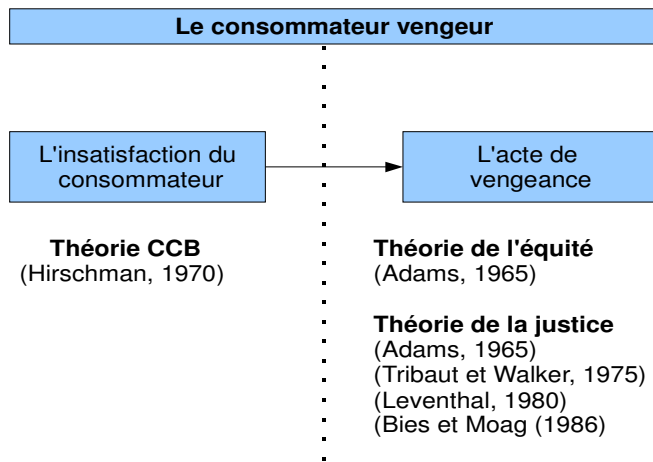 Le consommateur vengeur
L'insatisfaction du
consommateur
L'acte de
vengeance
Théorie CCB
(Hirschman, 1970)
Théorie de l'équité
(Adams, 1965)
Théorie de la justice
(Adams, 1965)
(Tribaut et Walker, 1975)
(Leventhal, 1980)
(Bies et Moag (1986)